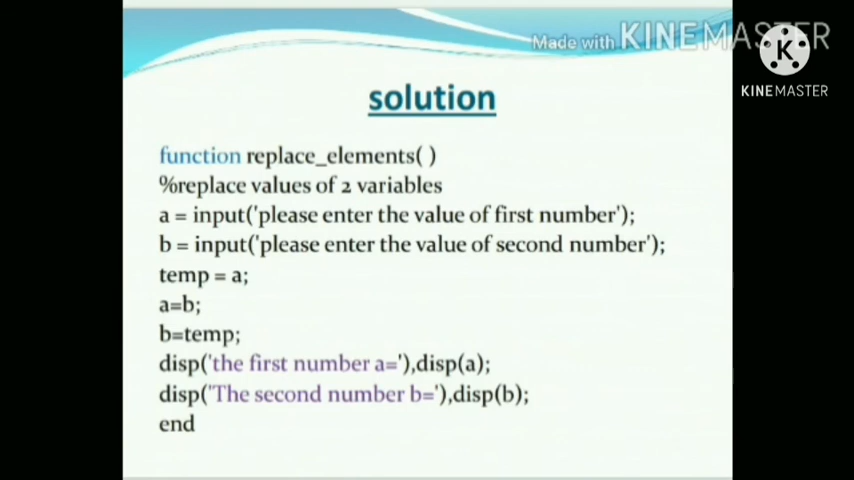 Made with KINEMASTER
K
KINEMASTER
solution
function replace_elements( )
%replace values of 2 variables
a = input('please enter the value of first number');
b = input('please enter the value of second number');
temp = a;
a=b;
b=temp;
disp('the first number a='),disp(a);
disp('The second number b='),disp(b);
end